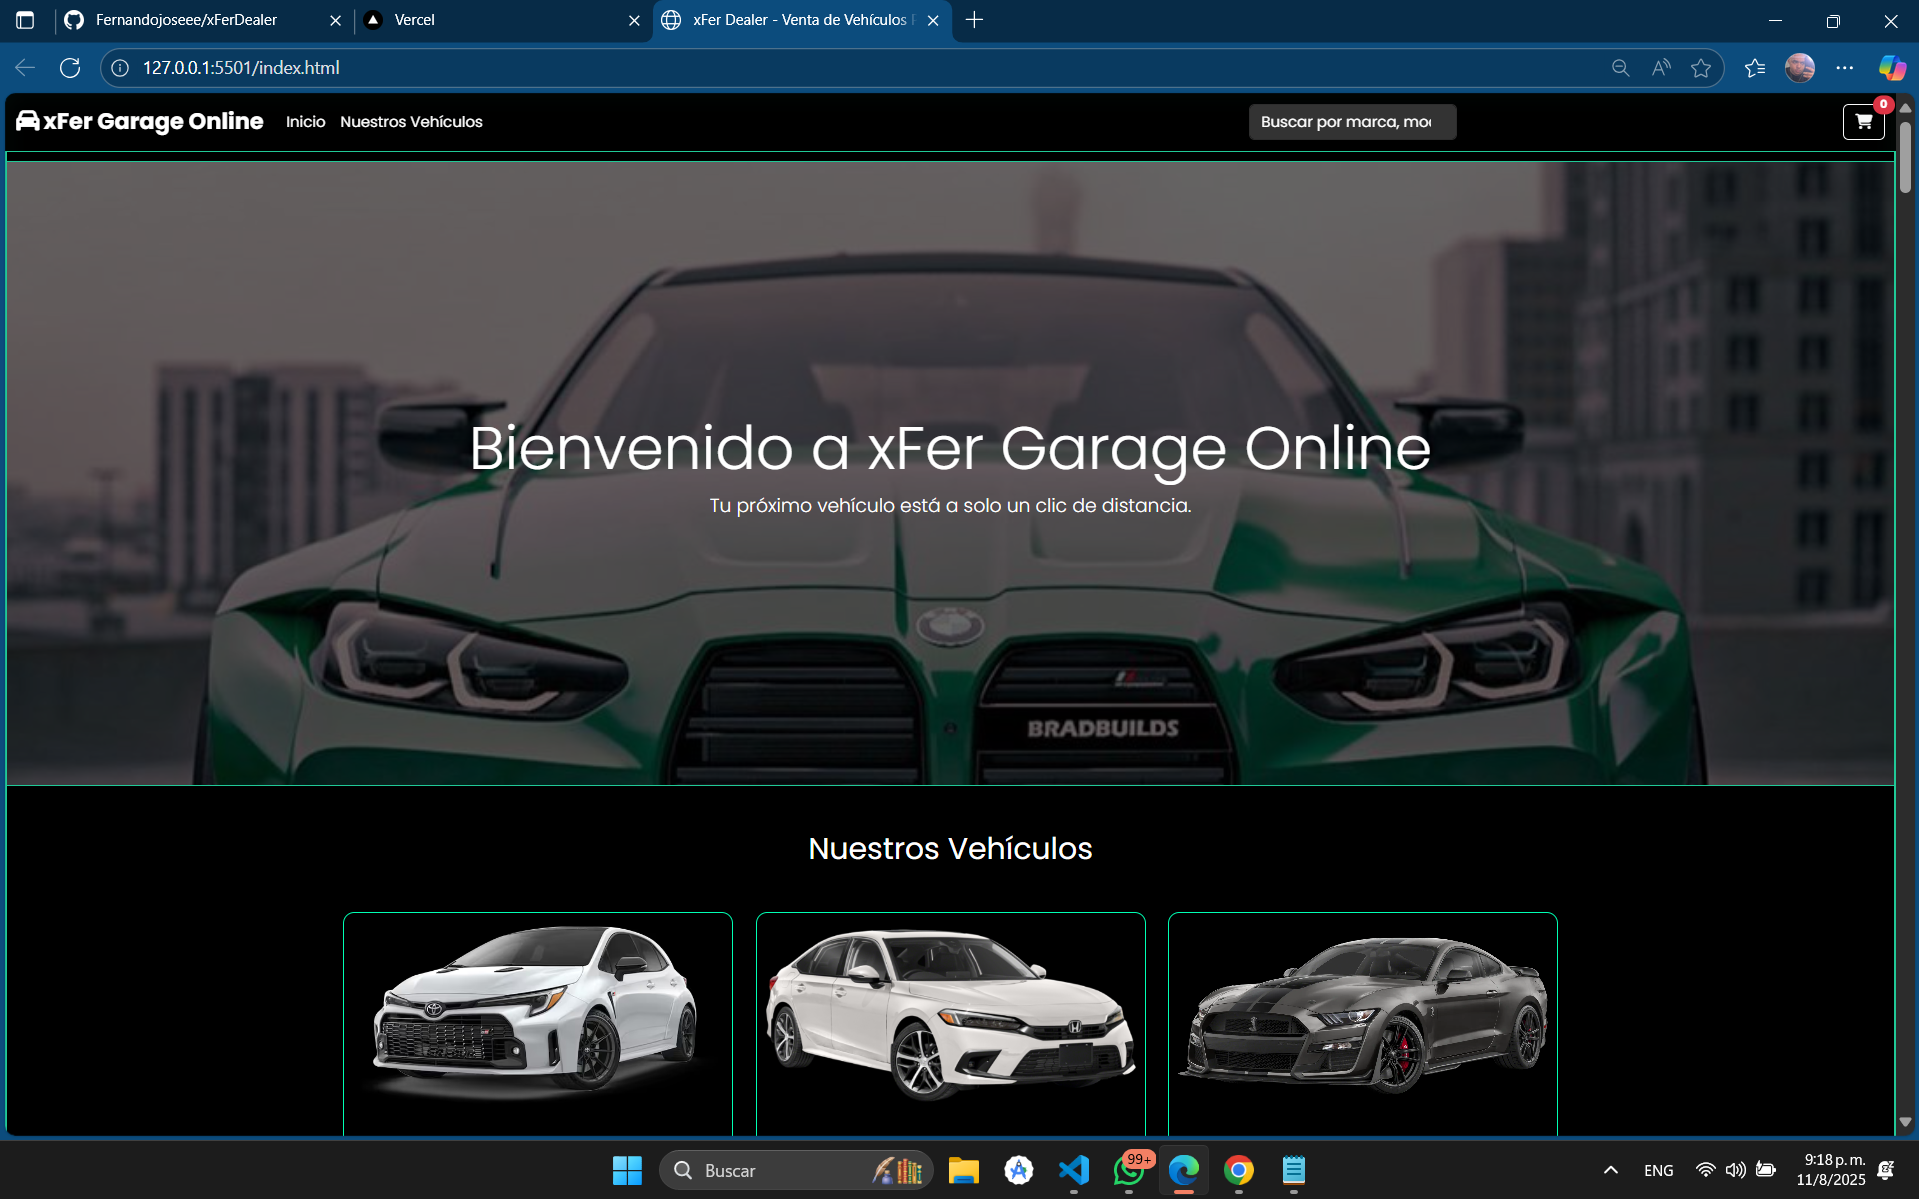 Fernandojoseee/xFerDealer
Vercel
xFer Dealer - Venta de Vehículos
127.0.0.1:5501/index.html
xFer Garage Online
Inicio
Nuestros Vehículos
Buscar por marca, mo
0
Bienvenido a xFer Garage Online
Tu próximo vehículo está a solo un clic de distancia.
BRADBUILDS
Nuestros Vehículos
Buscar
99+
ENG
9:18 p. m.
11/8/2025